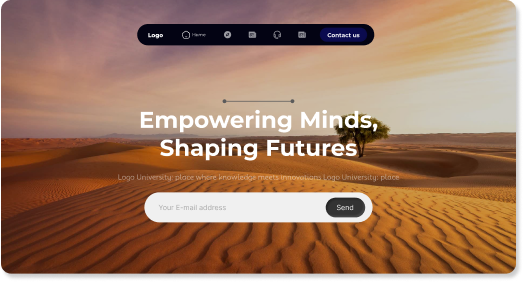 Logo
Home
Contact us
Empowering Minds,
Shaping Futures
Logo University: place where knowledge meets innovations Logo University: place
Your E-mail address
Send